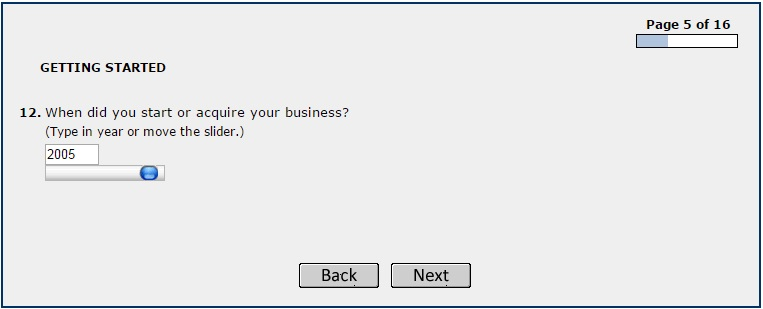 Page 5 of 16
GETTING STARTED
12. When did you start or acquire your business?
(Type in year or move the slider.)
2005
Back Next